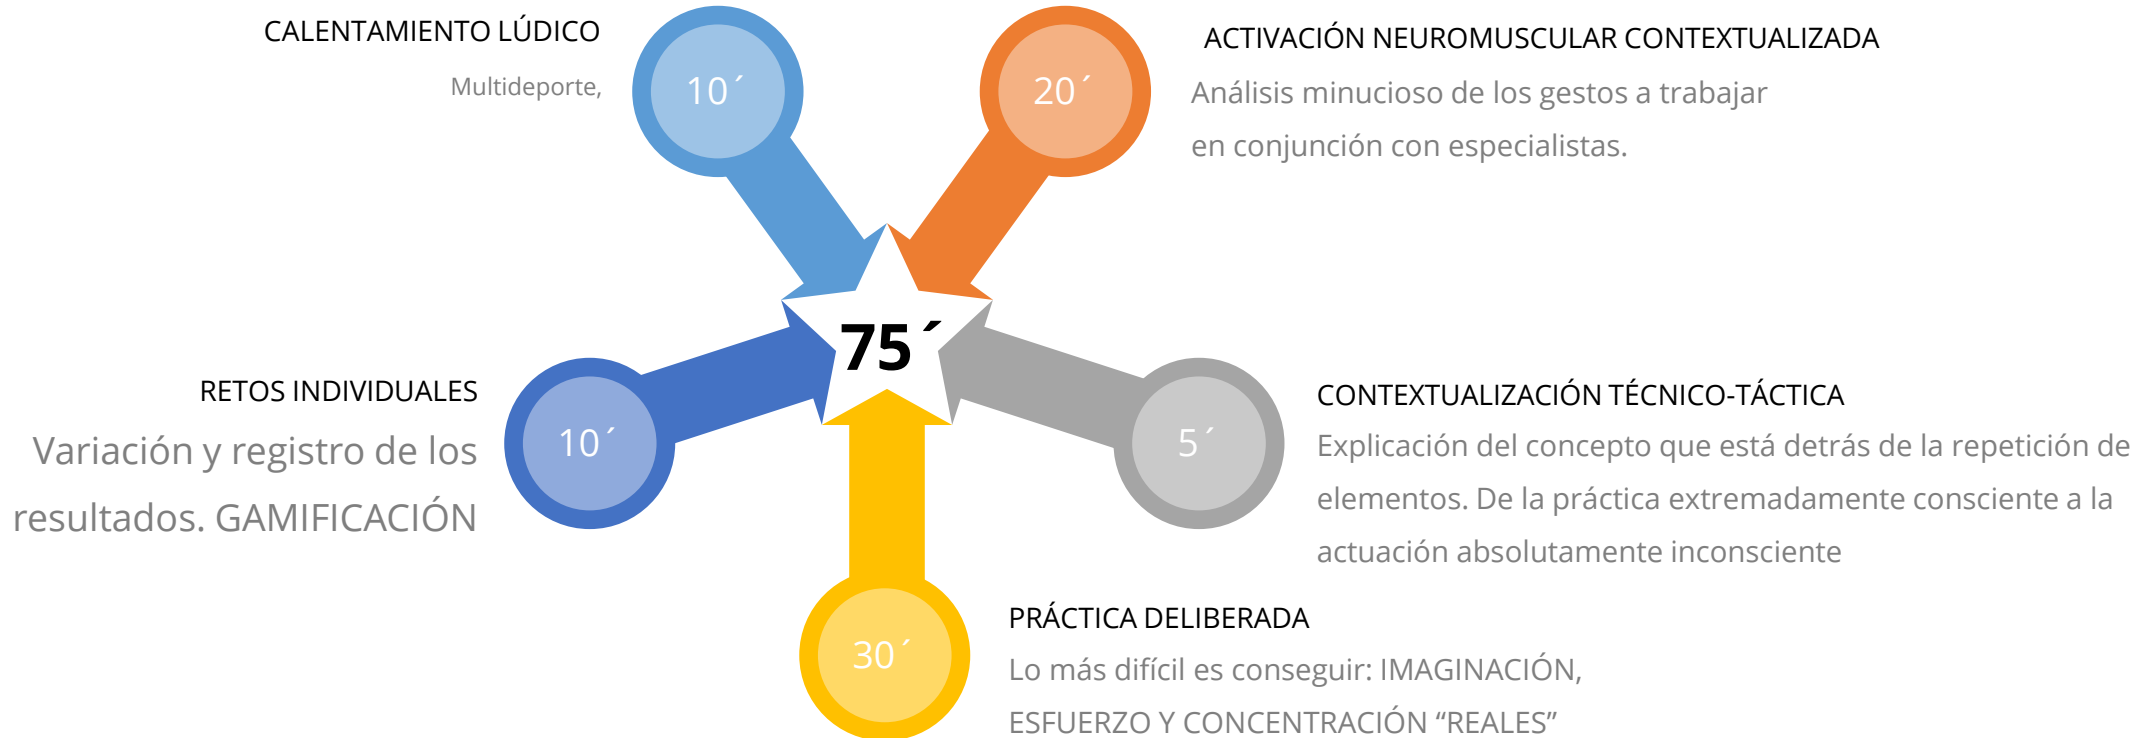 CALENTAMIENTO LÚDICO
Multideporte,
10´
20´
ACTIVACIÓN NEUROMUSCULAR CONTEXTUALIZADA
Análisis minucioso de los gestos a trabajar
en conjunción con especialistas.
75´
RETOS INDIVIDUALES
Variación y registro de los
resultados. GAMIFICACIÓN
10´
5´
CONTEXTUALIZACIÓN TÉCNICO-TÁCTICA
Explicación del concepto que está detrás de la repetición de
elementos. De la práctica extremadamente consciente a la
actuación absolutamente inconsciente
30´
PRÁCTICA DELIBERADA
Lo más difícil es conseguir: IMAGINACIÓN,
ESFUERZO Y CONCENTRACIÓN “REALES”